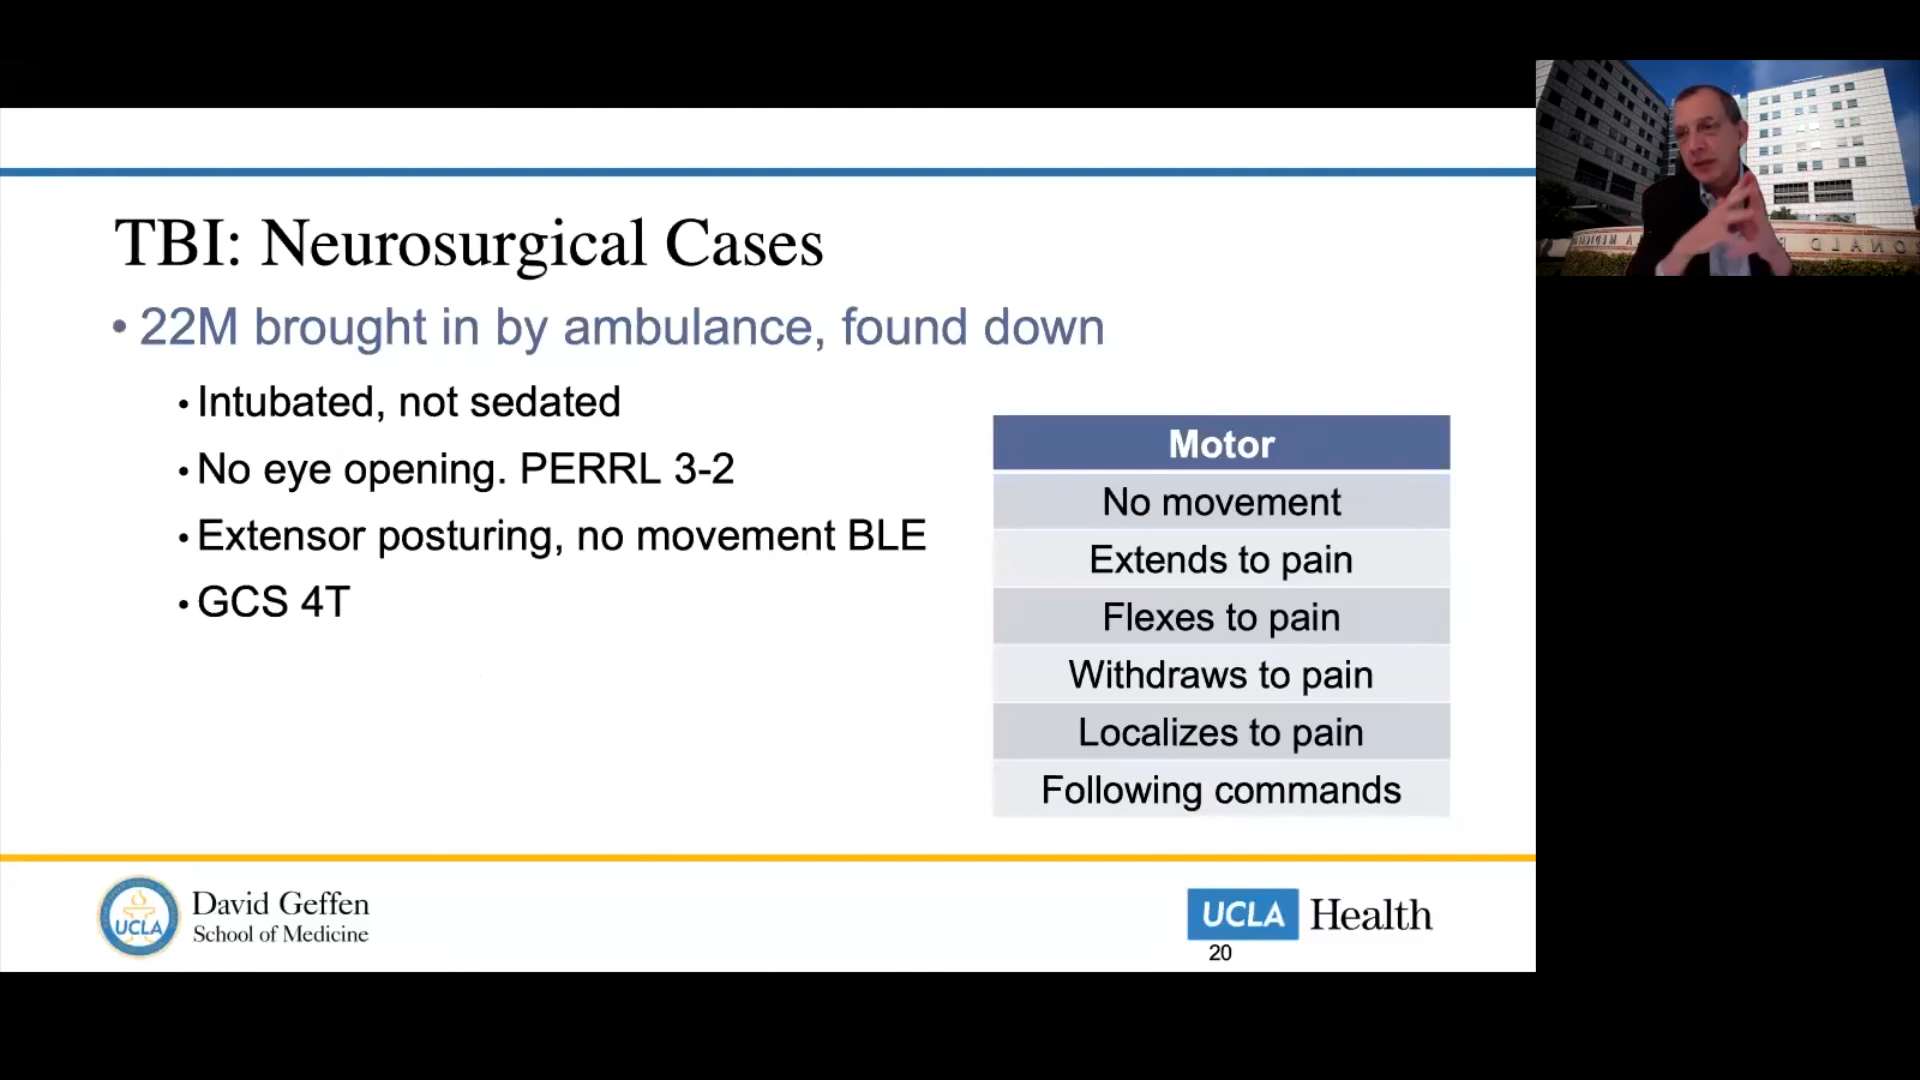 TBI: Neurosurgical Cases
• 22M brought in by ambulance, found down
• Intubated, not sedated
• No eye opening. PERRL 3-2
• Extensor posturing, no movement BLE
• GCS 4T
Motor
No movement
Extends to pain
Flexes to pain
Withdraws to pain
Localizes to pain
Following commands
UCLA
David Geffen
School of Medicine
UCLA Health
20